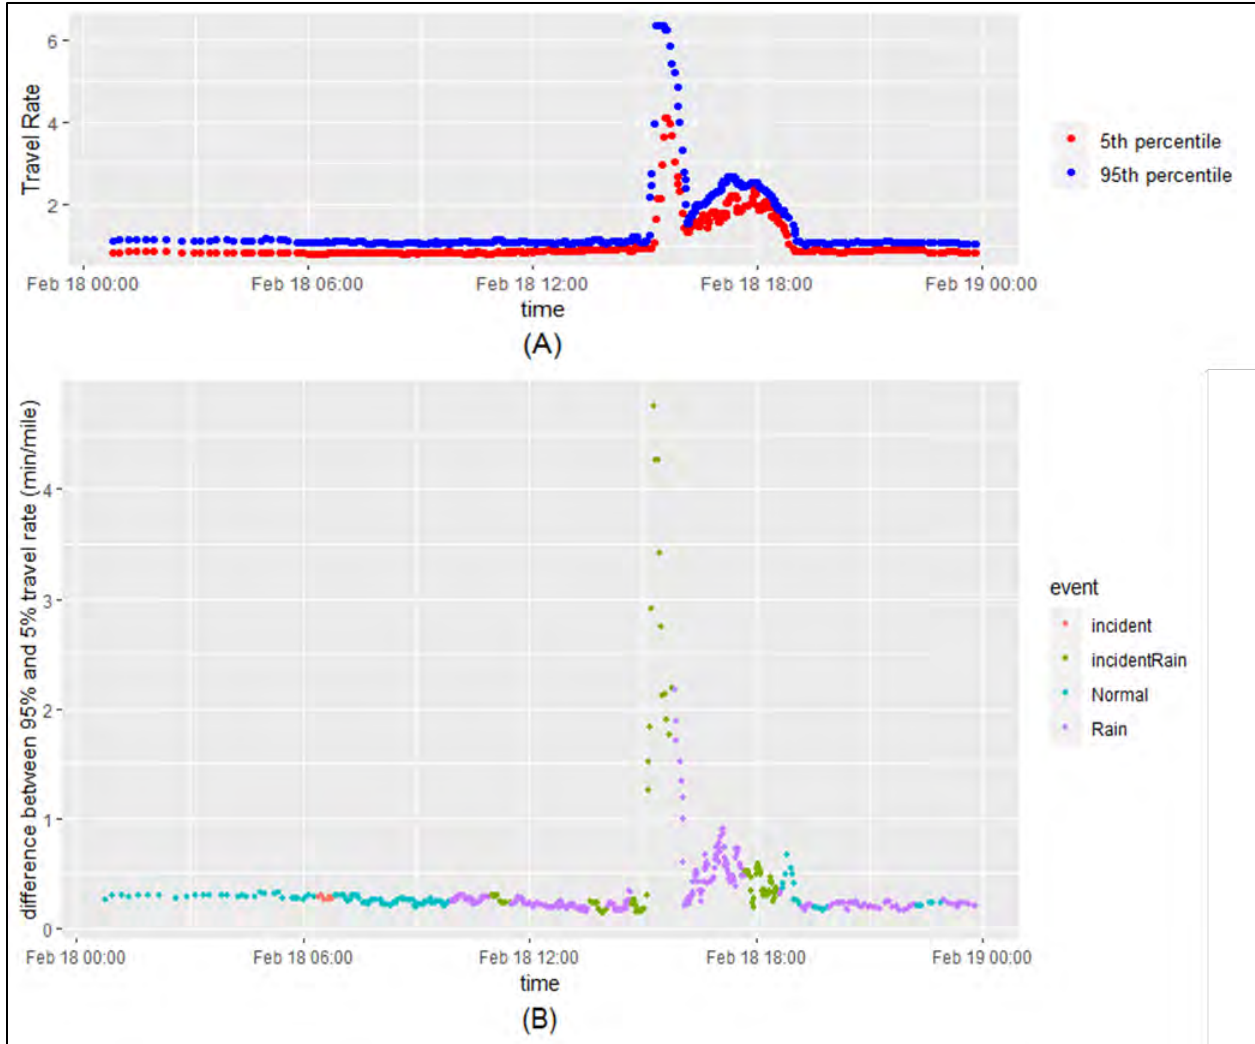 6
4
2
Travel Rate
5th percentile
95th percentile
Feb 18 00:00 Feb 18 06:00 Feb 18 12:00 Feb 18 18:00 Feb 19 00:00
time
(A)
difference between 95% and 5% travel rate (min/mile)
4
3
2
1
0
event
incident
incidentRain
Normal
Rain
Feb 18 00:00 Feb 18 06:00 Feb 18 12:00 Feb 18 18:00 Feb 19 00:00
time
(B)